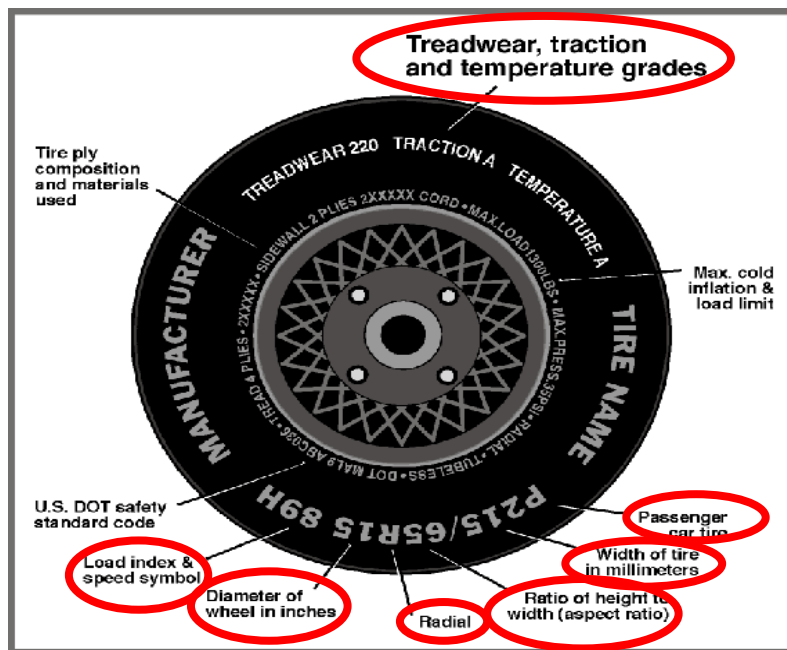 Treadwear, traction
and temperature grades
Tire ply
composition
and materials
used
TREADWEAR 220 TRACTION A TEMPERATURE A
SIDEWALL 2 PLIES 2XXXXX CORD • MAX.LOAD1300LBS • MAX.PRESS.35PSI • RADIAL • TUBELESS • DOT MAL9 ABC036 • TREAD 4 PLIES • 2XXXXX •
MANUFACTURER
TIRE NAME
Max. cold
inflation &
load limit
P215/65R15 89H
U.S. DOT safety
standard code
Load index &
speed symbol
Diameter of
wheel in inches
Radial
Ratio of height to
width (aspect ratio)
Width of tire
in millimeters
Passenger
car tire